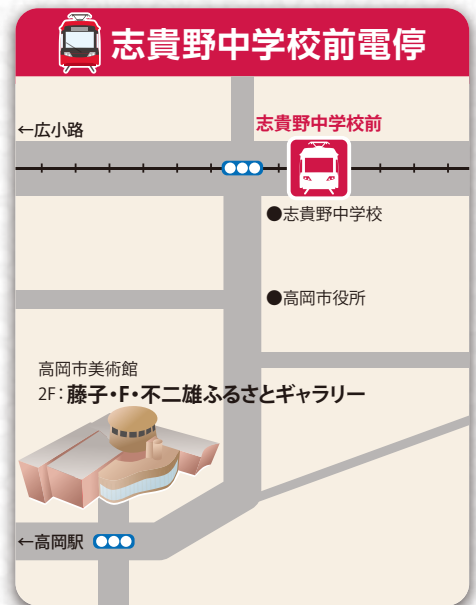 志貴野中学校前電停
←広小路
志貴野中学校前
●志貴野中学校
●高岡市役所
高岡市美術館
2F：藤子・F・不二雄ふるさとギャラリー
←高岡駅